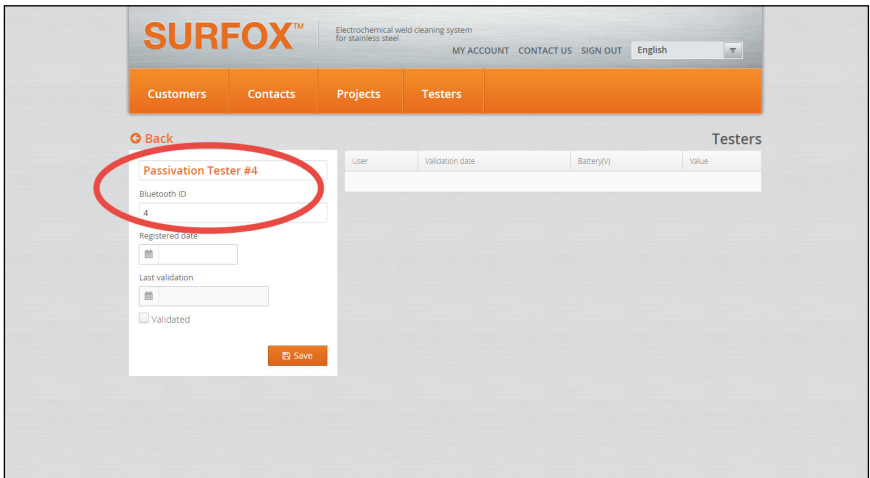 SURFOX™
Electrochemical weld cleaning system
for stainless steel
MY ACCOUNT CONTACT US SIGN OUT English
Customers Contacts Projects Testers
Back
Testers
Passivation Tester #4
User Validation date Battery(V) Value
Bluetooth ID
4
Registered date
Last validation
Validated
Save